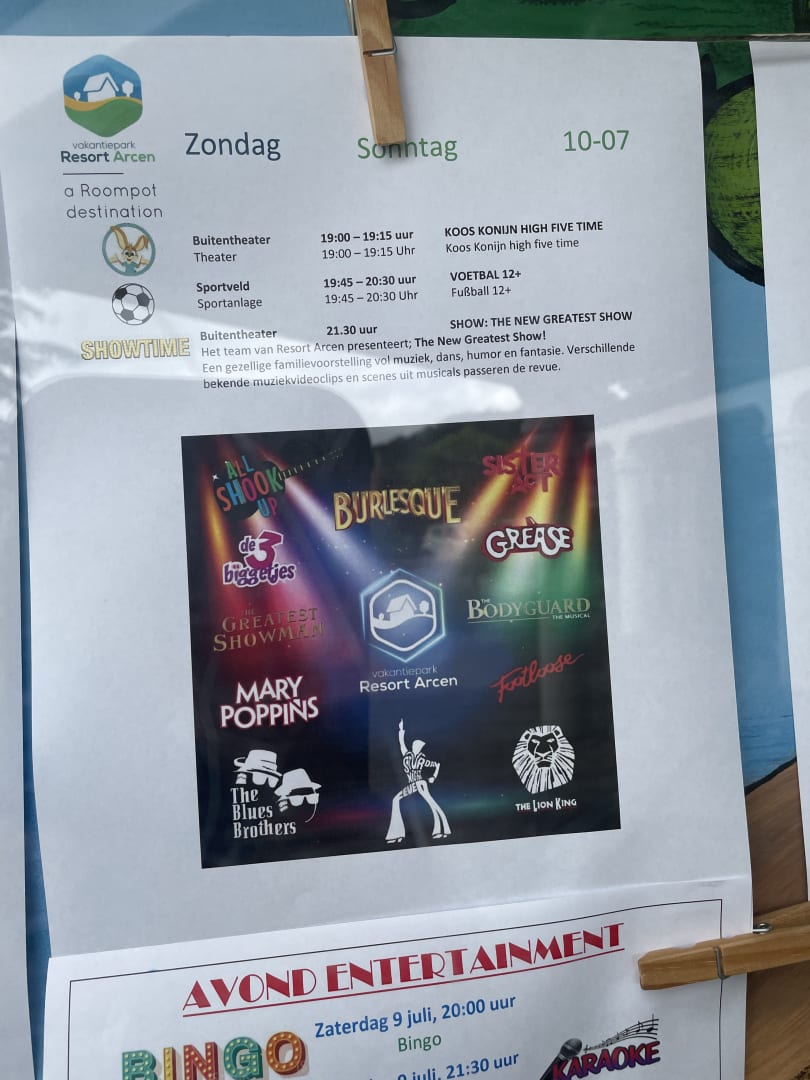 vakantiepark
Resort Arcen
a Roompot
destination
Zondag Sonntag 10-07
Buitentheater 19:00 – 19:15 uur KOOS KONIJN HIGH FIVE TIME
Theater 19:00 – 19:15 Uhr Koos Konijn high five time
Sportveld 19:45 – 20:30 uur VOETBAL 12+
Sportanlage 19:45 – 20:30 Uhr Fußball 12+
SHOWTIME
Buitentheater 21.30 uur SHOW: THE NEW GREATEST SHOW
Het team van Resort Arcen presenteert; The New Greatest Show!
Een gezellige familievoorstelling vol muziek, dans, humor en fantasie. Verschillende
bekende muziekvideoclips en scenes uit musicals passeren de revue.
ALL
SHOOK
UP
BURLESQUE
SISTER
ACT
de 3
biggetjes
GREASE
THE
GREATEST
SHOWMAN
THE
BODYGUARD
THE MUSICAL
vakantiepark
Resort Arcen
MARY
POPPINS
Footloose
The
Blues
Brothers
SATURDAY
NIGHT
FEVER
THE LION KING
AVOND ENTERTAINMENT
Zaterdag 9 juli, 20:00 uur
BINGO
Bingo
9 juli, 21:30 uur
KARAOKE